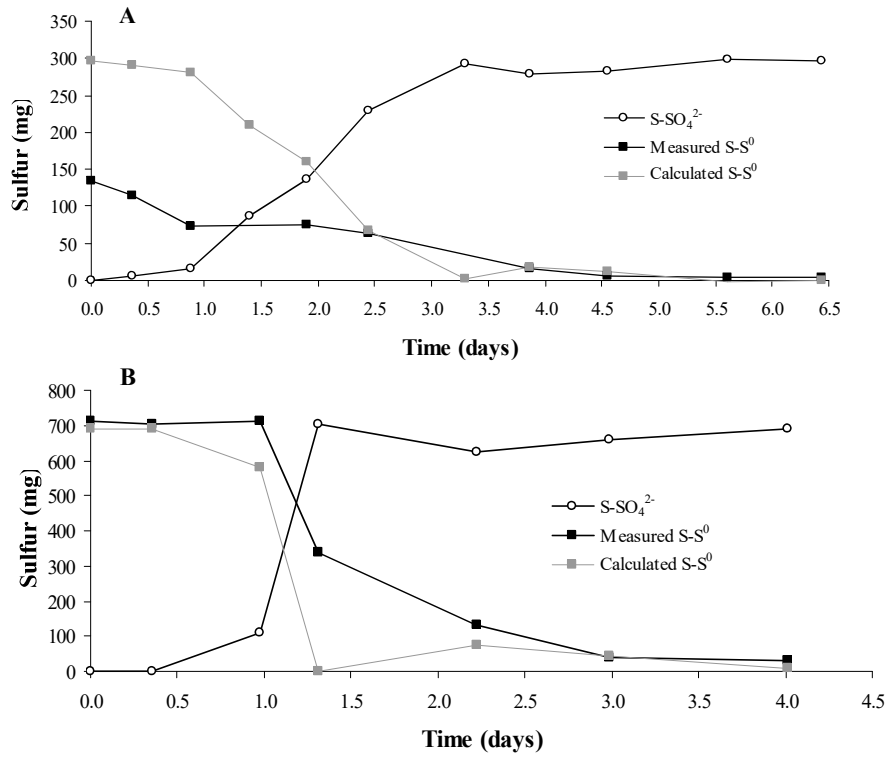 A
350
300
250
200
150
100
50
0
Sulfur (mg)
S-SO₄²⁻
Measured S-S⁰
Calculated S-S⁰
0.0 0.5 1.0 1.5 2.0 2.5 3.0 3.5 4.0 4.5 5.0 5.5 6.0 6.5
Time (days)
B
800
700
600
500
400
300
200
100
0
Sulfur (mg)
S-SO₄²⁻
Measured S-S⁰
Calculated S-S⁰
0.0 0.5 1.0 1.5 2.0 2.5 3.0 3.5 4.0 4.5
Time (days)